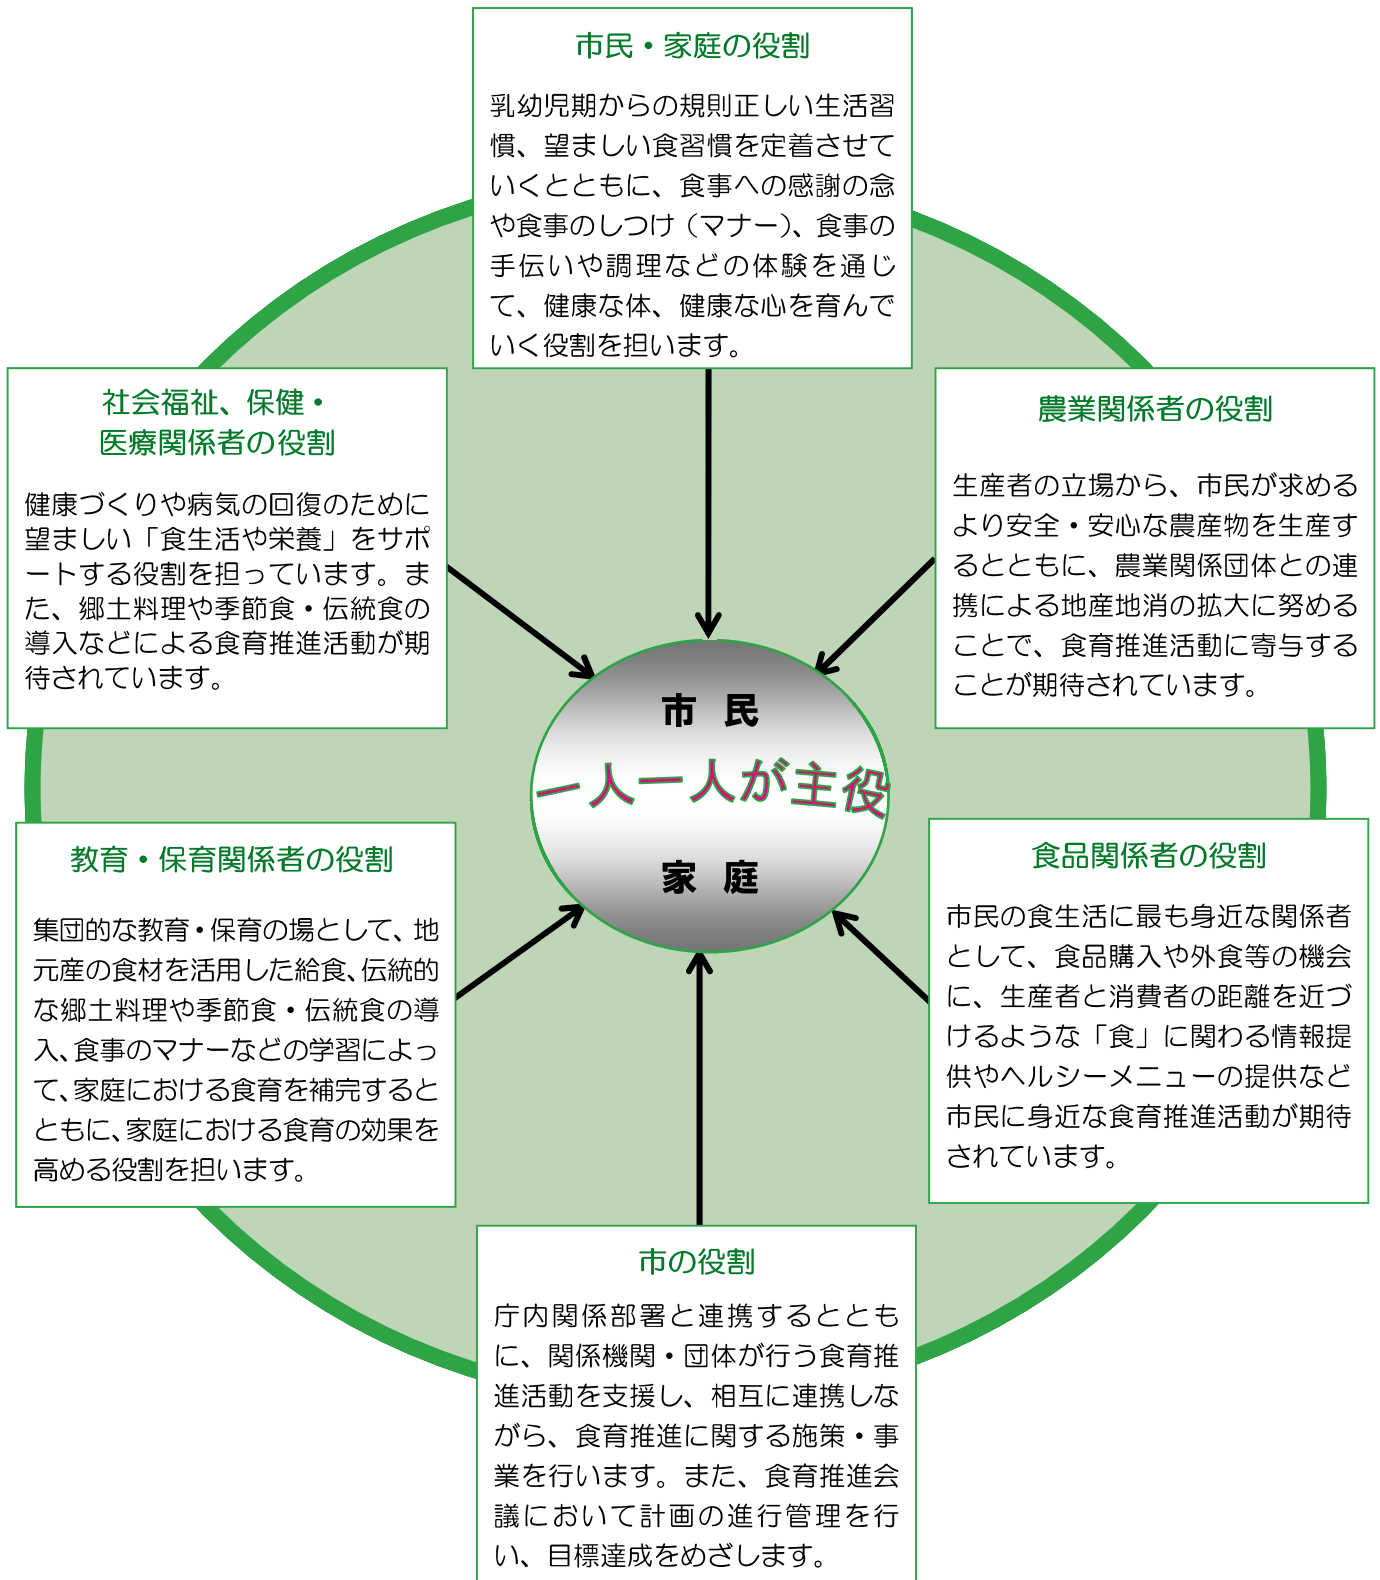 市民・家庭の役割
乳幼児期からの規則正しい生活習
慣、望ましい食習慣を定着させて
いくとともに、食事への感謝の念
や食事のしつけ（マナー）、食事の
手伝いや調理などの体験を通じ
て、健康な体、健康な心を育んで
いく役割を担います。
社会福祉、保健・
医療関係者の役割
健康づくりや病気の回復のために
望ましい「食生活や栄養」をサポ
ートする役割を担っています。ま
た、郷土料理や季節食・伝統食の
導入などによる食育推進活動が期
待されています。
農業関係者の役割
生産者の立場から、市民が求める
より安全・安心な農産物を生産す
るとともに、農業関係団体との連
携による地産地消の拡大に努める
ことで、食育推進活動に寄与する
ことが期待されています。
市 民
一人一人が主役
家 庭
教育・保育関係者の役割
集団的な教育・保育の場として、地
元産の食材を活用した給食、伝統的
な郷土料理や季節食・伝統食の導
入、食事のマナーなどの学習によっ
て、家庭における食育を補完すると
ともに、家庭における食育の効果を
高める役割を担います。
食品関係者の役割
市民の食生活に最も身近な関係者
として、食品購入や外食等の機会
に、生産者と消費者の距離を近づ
けるような「食」に関わる情報提
供やヘルシーメニューの提供など
市民に身近な食育推進活動が期待
されています。
市の役割
庁内関係部署と連携するととも
に、関係機関・団体が行う食育推
進活動を支援し、相互に連携しな
がら、食育推進に関する施策・事
業を行います。また、食育推進会
議において計画の進行管理を行
い、目標達成をめざします。